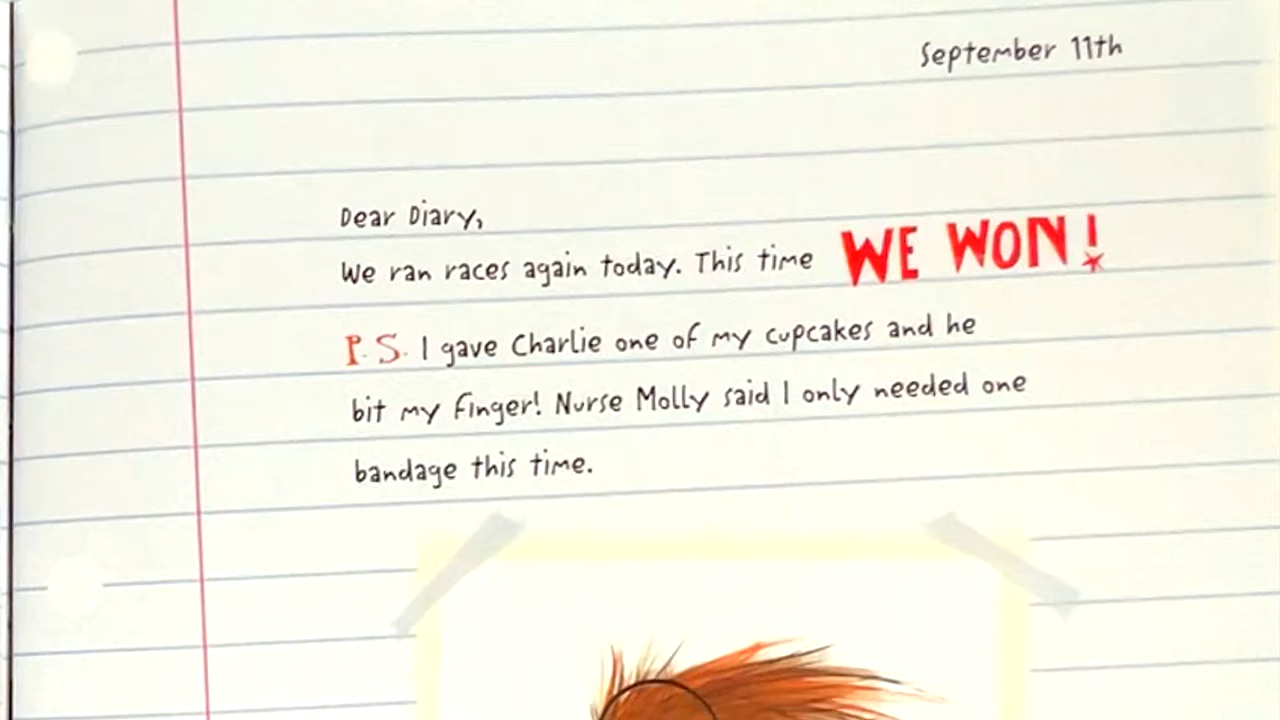 September 11th
Dear Diary,
We ran races again today. This time WE WON!
P.S. I gave Charlie one of my cupcakes and he
bit my finger! Nurse Molly said I only needed one
bandage this time.